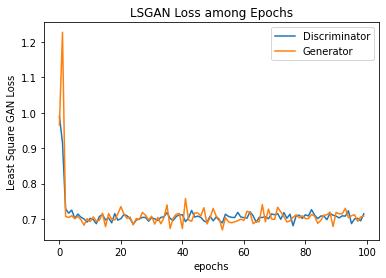 LSGAN Loss among Epochs
Discriminator
Generator
1.2
1.1
1.0
0.9
0.8
0.7
Least Square GAN Loss
0 20 40 60 80 100
epochs